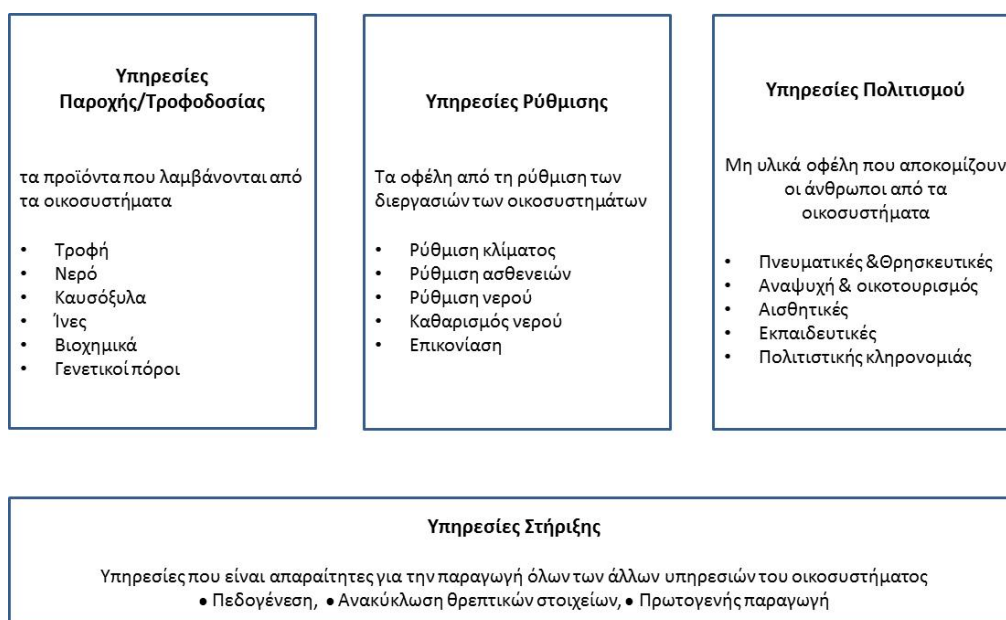 Υπηρεσίες
Παροχής/Τροφοδοσίας
τα προϊόντα που λαμβάνονται από
τα οικοσυστήματα
• Τροφή
• Νερό
• Καυσόξυλα
• Ίνες
• Βιοχημικά
• Γενετικοί πόροι
Υπηρεσίες Ρύθμισης
Τα οφέλη από τη ρύθμιση των
διεργασιών των οικοσυστημάτων
• Ρύθμιση κλίματος
• Ρύθμιση ασθενειών
• Ρύθμιση νερού
• Καθαρισμός νερού
• Επικονίαση
Υπηρεσίες Πολιτισμού
Μη υλικά οφέλη που αποκομίζουν
οι άνθρωποι από τα
οικοσυστήματα
• Πνευματικές &Θρησκευτικές
• Αναψυχή & οικοτουρισμός
• Αισθητικές
• Εκπαιδευτικές
• Πολιτιστικής κληρονομιάς
Υπηρεσίες Στήριξης
Υπηρεσίες που είναι απαραίτητες για την παραγωγή όλων των άλλων υπηρεσιών του οικοσυστήματος
● Πεδογένεση, ● Ανακύκλωση θρεπτικών στοιχείων, ● Πρωτογενής παραγωγή